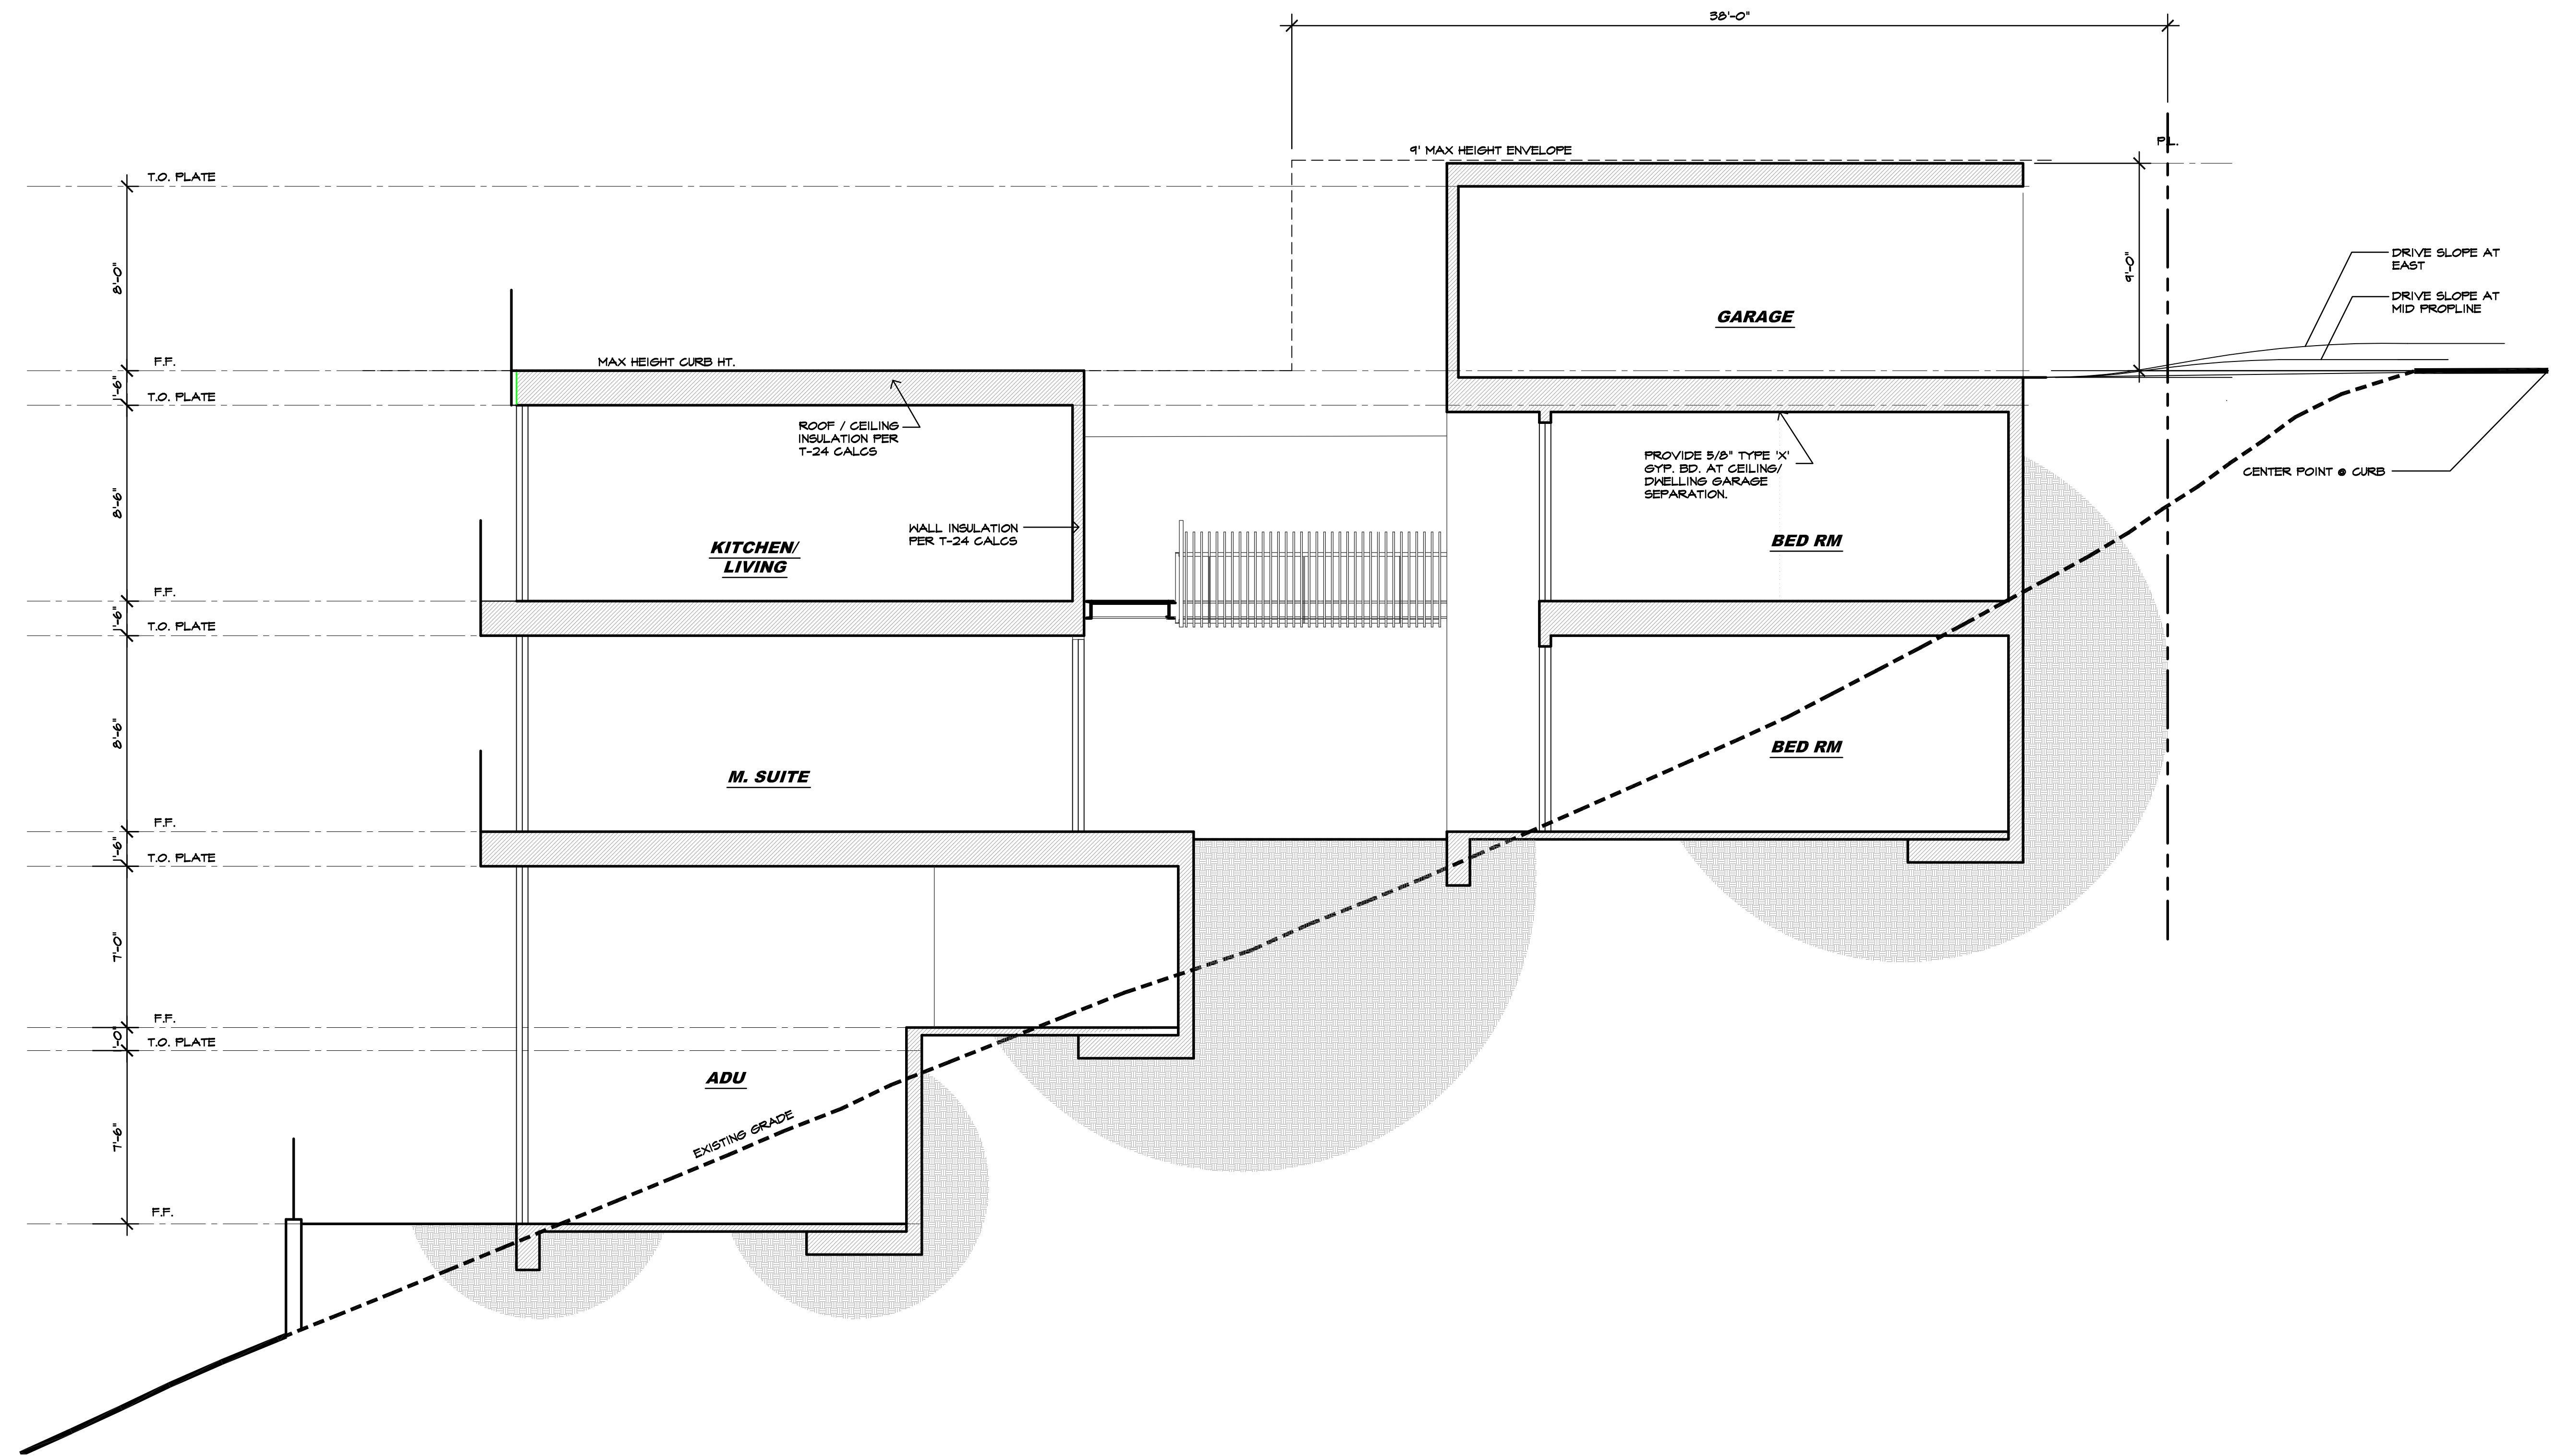 38'-0"
P.L.
9' MAX HEIGHT ENVELOPE
T.O. PLATE
8'-0"
9'-0"
DRIVE SLOPE AT
EAST
DRIVE SLOPE AT
MID PROPLINE
GARAGE
F.F.
MAX HEIGHT CURB HT.
1'-6"
T.O. PLATE
ROOF / CEILING
INSULATION PER
T-24 CALCS
PROVIDE 5/8" TYPE 'X'
GYP. BD. AT CEILING/
DWELLING GARAGE
SEPARATION.
CENTER POINT @ CURB
8'-6"
WALL INSULATION
PER T-24 CALCS
KITCHEN/
LIVING
BED RM
F.F.
1'-6"
T.O. PLATE
8'-6"
M. SUITE
BED RM
F.F.
1'-6"
T.O. PLATE
7'-0"
F.F.
1'-0"
T.O. PLATE
ADU
EXISTING GRADE
7'-6"
F.F.